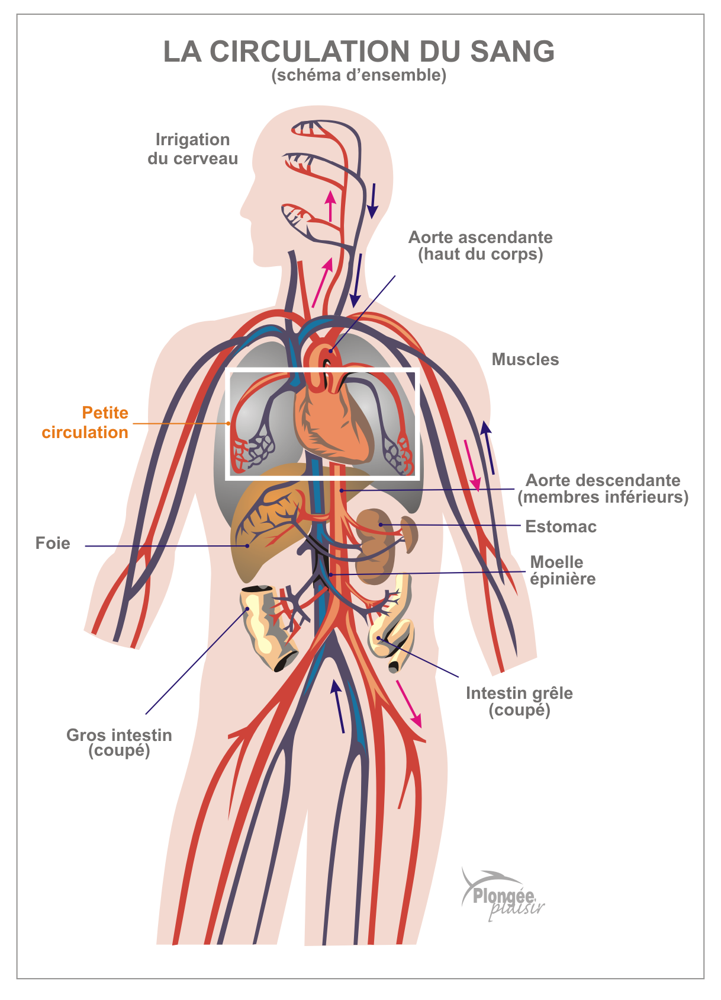 LA CIRCULATION DU SANG
(schéma d’ensemble)
Irrigation
du cerveau
Aorte ascendante
(haut du corps)
Muscles
Petite
circulation
Aorte descendante
(membres inférieurs)
Estomac
Foie
Moelle
épinière
Intestin grêle
(coupé)
Gros intestin
(coupé)
Plongée
plaisir